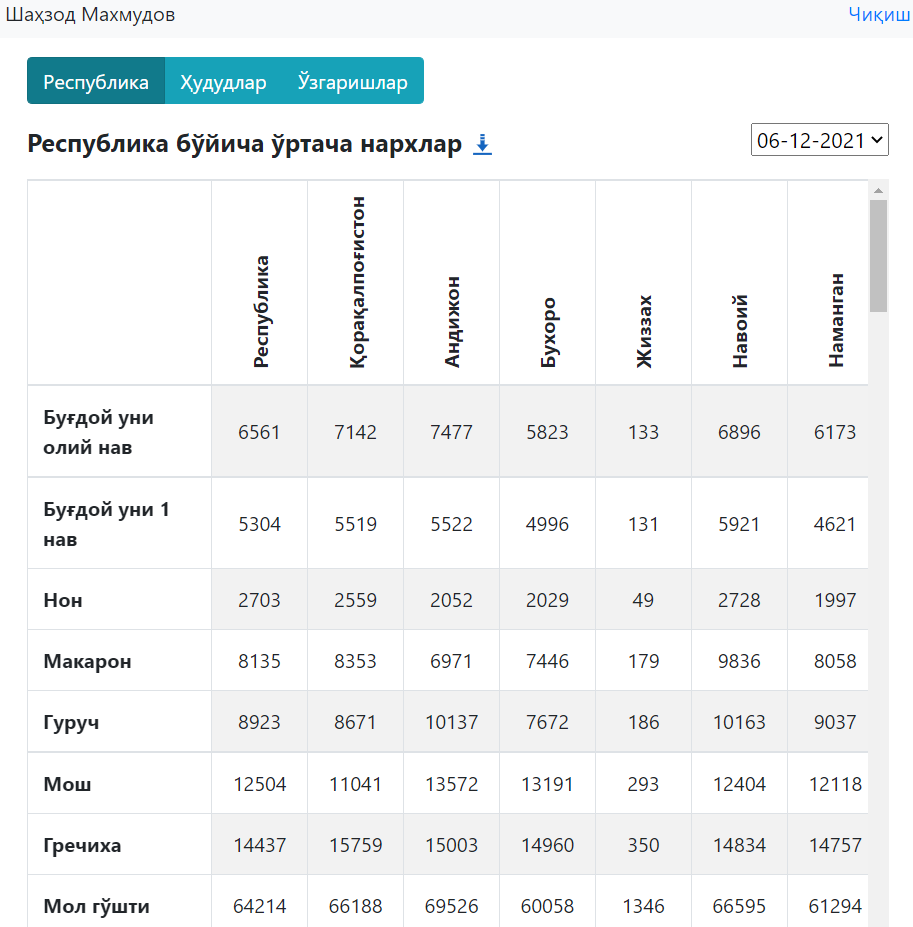 Шаҳзод Махмудов Чиқиш
Республика Ҳудудлар Ўзгаришлар
Республика бўйича ўртача нархлар 06-12-2021
Республика Қорақалпоғистон Андижон Бухоро Жиззах Навоий Наманган
Буғдой уни
олий нав 6561 7142 7477 5823 133 6896 6173
Буғдой уни 1
нав 5304 5519 5522 4996 131 5921 4621
Нон 2703 2559 2052 2029 49 2728 1997
Макарон 8135 8353 6971 7446 179 9836 8058
Гуруч 8923 8671 10137 7672 186 10163 9037
Мош 12504 11041 13572 13191 293 12404 12118
Гречиха 14437 15759 15003 14960 350 14834 14757
Мол гўшти 64214 66188 69526 60058 1346 66595 61294